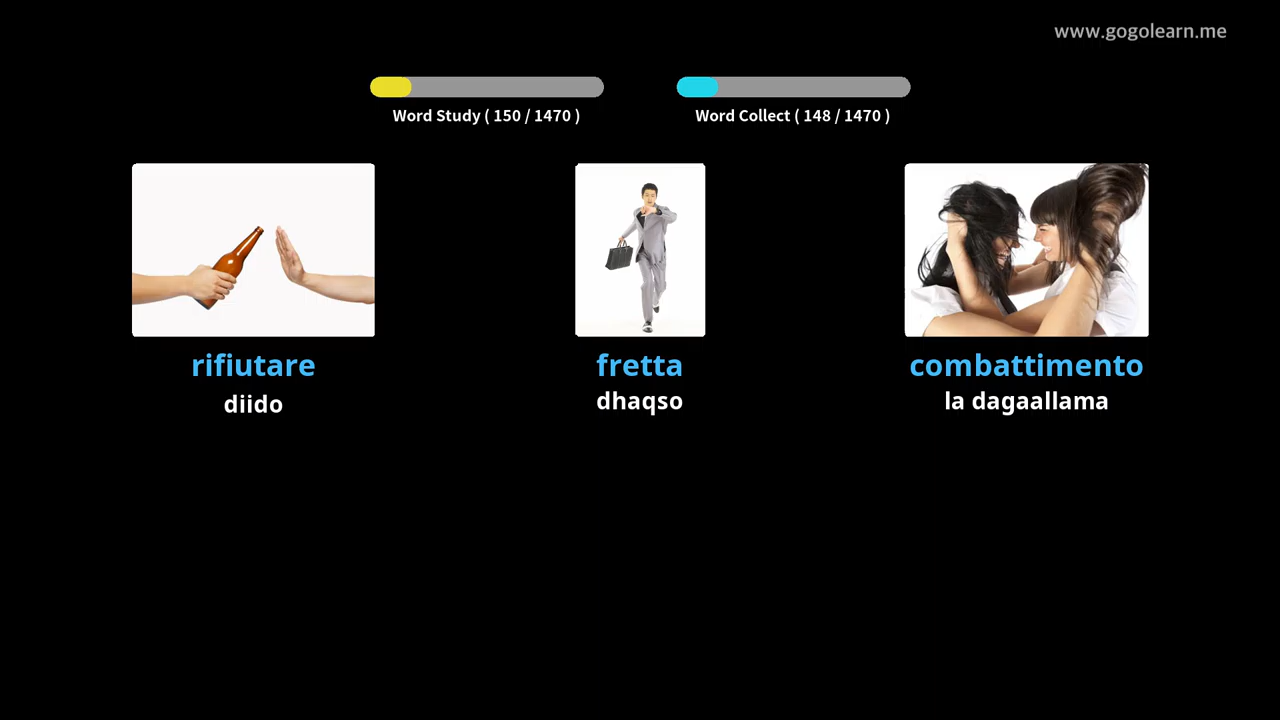 www.gogolearn.me
Word Study ( 150 / 1470 )
Word Collect ( 148 / 1470 )
rifiutare
diido
fretta
dhaqso
combattimento
la dagaallama